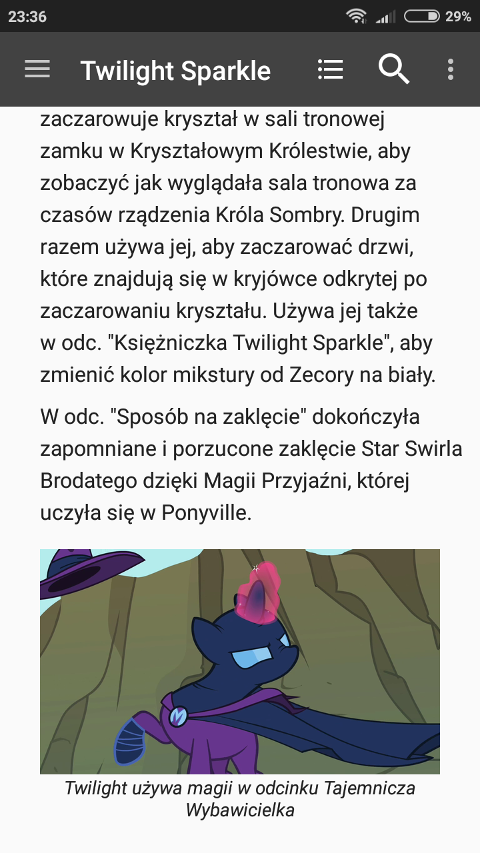 23:36
29%
Twilight Sparkle
zaczarowuje kryształ w sali tronowej
zamku w Kryształowym Królestwie, aby
zobaczyć jak wyglądała sala tronowa za
czasów rządzenia Króla Sombry. Drugim
razem używa jej, aby zaczarować drzwi,
które znajdują się w kryjówce odkrytej po
zaczarowaniu kryształu. Używa jej także
w odc. "Księżniczka Twilight Sparkle", aby
zmienić kolor mikstury od Zecory na biały.
W odc. "Sposób na zaklęcie" dokończyła
zapomniane i porzucone zaklęcie Star Swirla
Brodatego dzięki Magii Przyjaźni, której
uczyła się w Ponyville.
M
Twilight używa magii w odcinku Tajemnicza
Wybawicielka